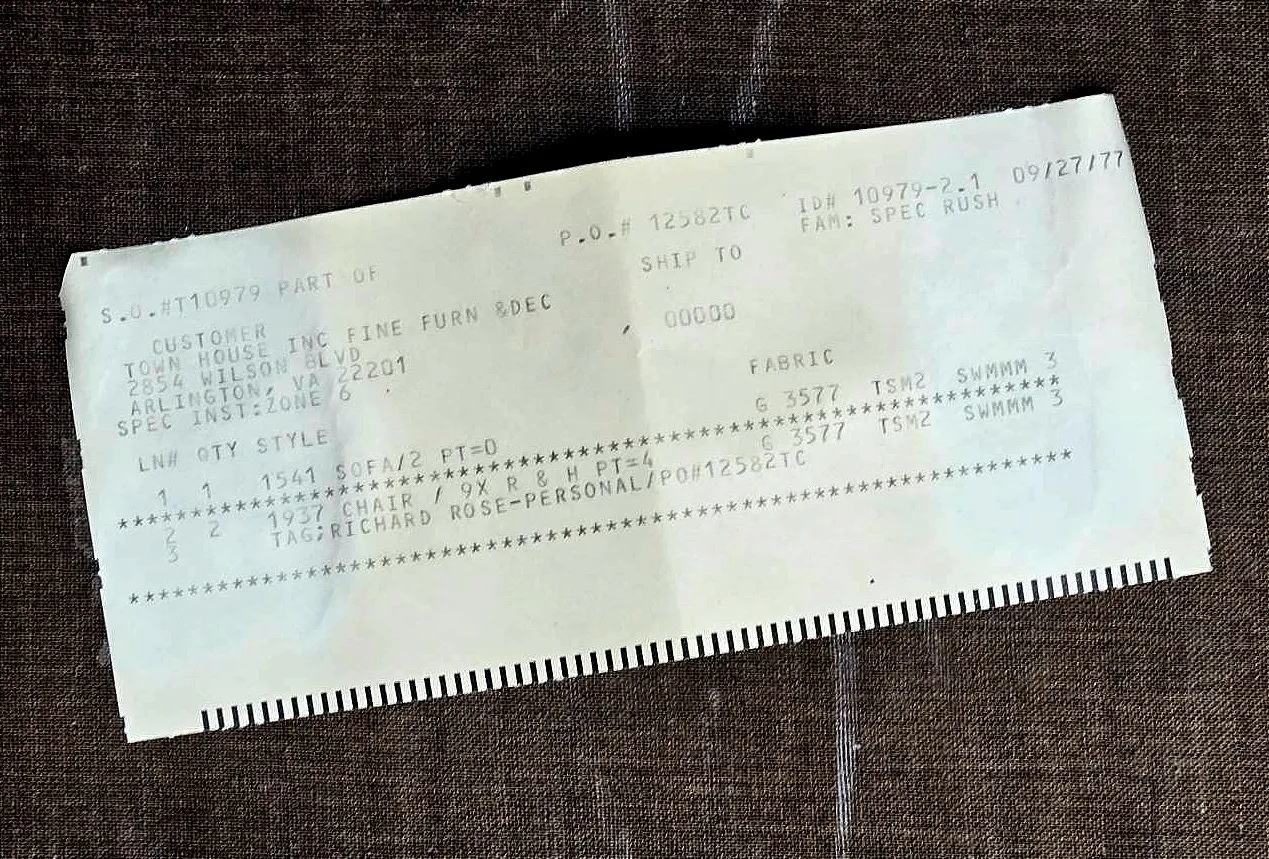 P.O.# 12582TC ID# 10979-2.1 09/27/77
FAM: SPEC RUSH
S.O.#T10979 PART OF SHIP TO
CUSTOMER
TOWN HOUSE INC FINE FURN &DEC 00000
2854 WILSON BLVD
ARLINGTON, VA 22201
SPEC INST:ZONE 6
LN# QTY STYLE FABRIC
1 1 1541 SOFA/2 PT=0 G 3577 TSM2 SWMMM 3
************************************************************
2 2 1937 CHAIR / 9X R & H PT=4 G 3577 TSM2 SWMMM 3
3 TAG;RICHARD ROSE-PERSONAL/PO#12582TC
************************************************************